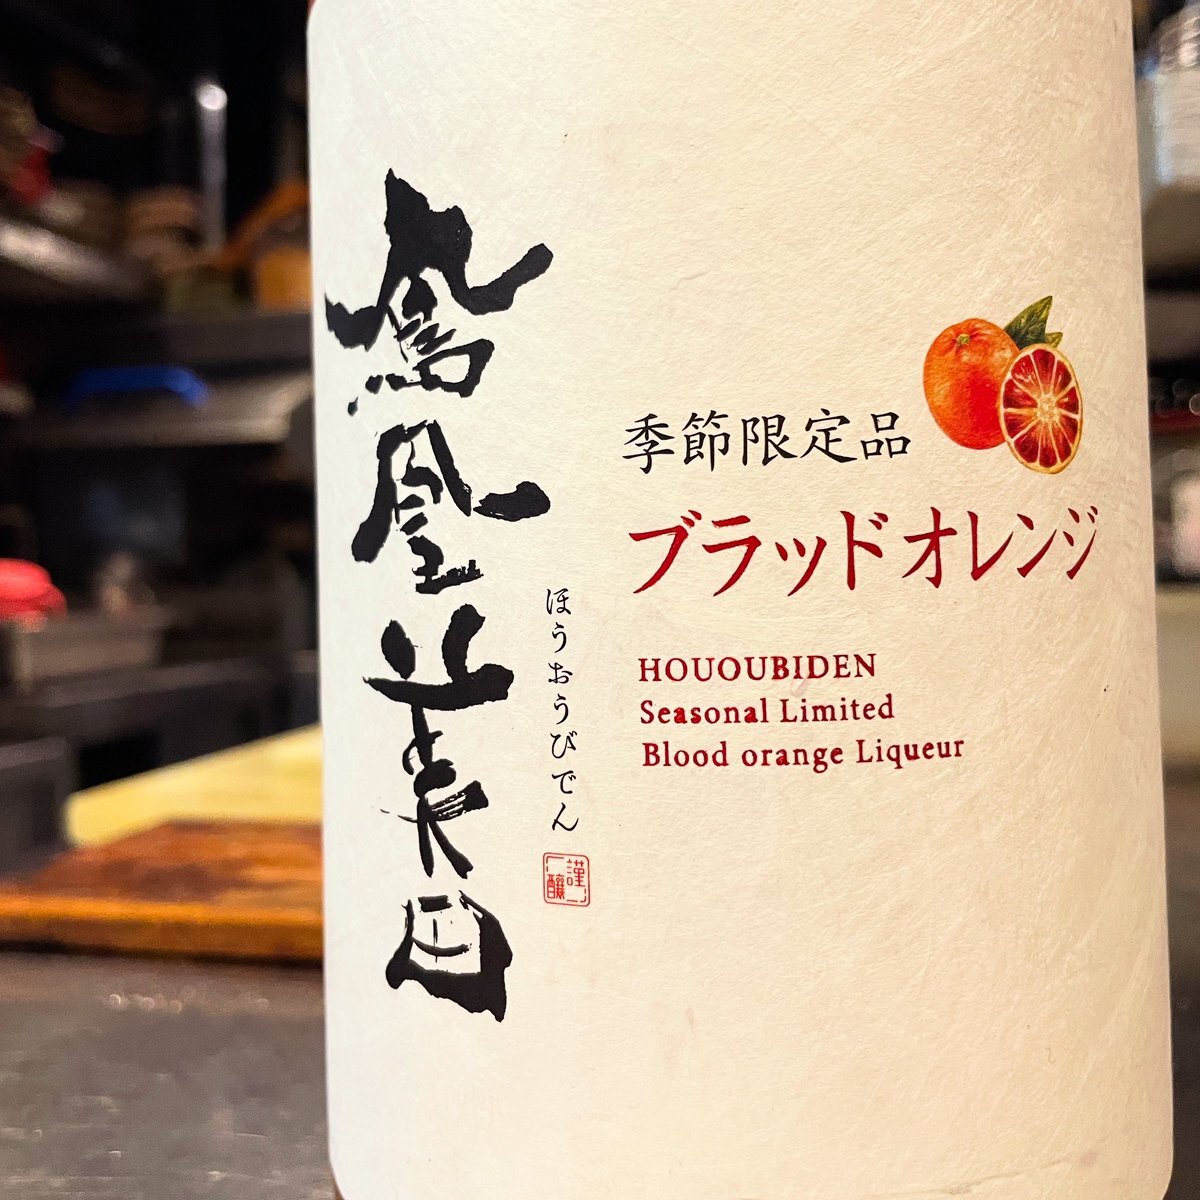 鳳凰美田
ほうおうびでん
謹醸
季節限定品
ブラッドオレンジ
HOUOUBIDEN
Seasonal Limited
Blood orange Liqueur